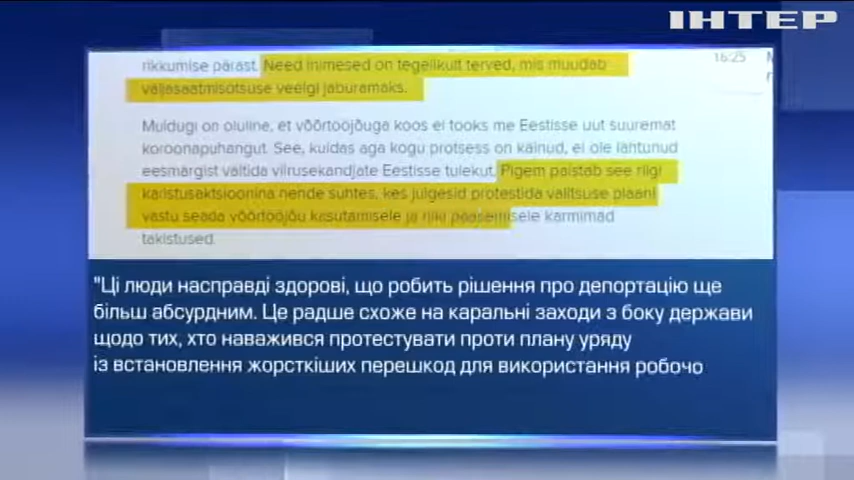 ІНТЕР
rikkumise pärast. Need inimesed on tegelikult terved, mis muudab
väljasaatmisotsuse veelgi jaburamaks.
16:25
Muidugi on oluline, et võõrtööjõuga koos ei tooks me Eestisse uut suuremat
koroonapuhangut. See, kuidas aga kogu protsess on käinud, ei ole lähtunud
eesmärgist vältida viirusekandjate Eestisse tulekut. Pigem paistab see riigi
karistusaktsioonina nende suhtes, kes julgesid protestida valitsuse plaani
vastu seada võõrtööjõu kasutamisele ja riiki pääsemisele karmimad
takistused.
"Ці люди насправді здорові, що робить рішення про депортацію ще
більш абсурдним. Це радше схоже на каральні заходи з боку держави
щодо тих, хто наважився протестувати проти плану уряду
із встановлення жорсткіших перешкод для використання робочо